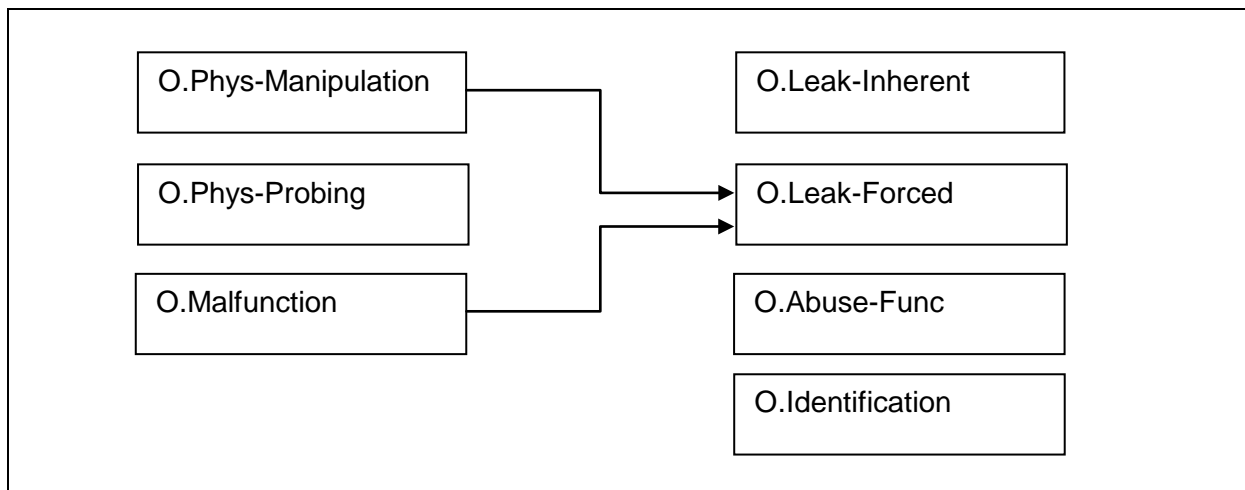 O.Phys-Manipulation
O.Leak-Inherent
O.Phys-Probing
O.Leak-Forced
O.Malfunction
O.Abuse-Func
O.Identification